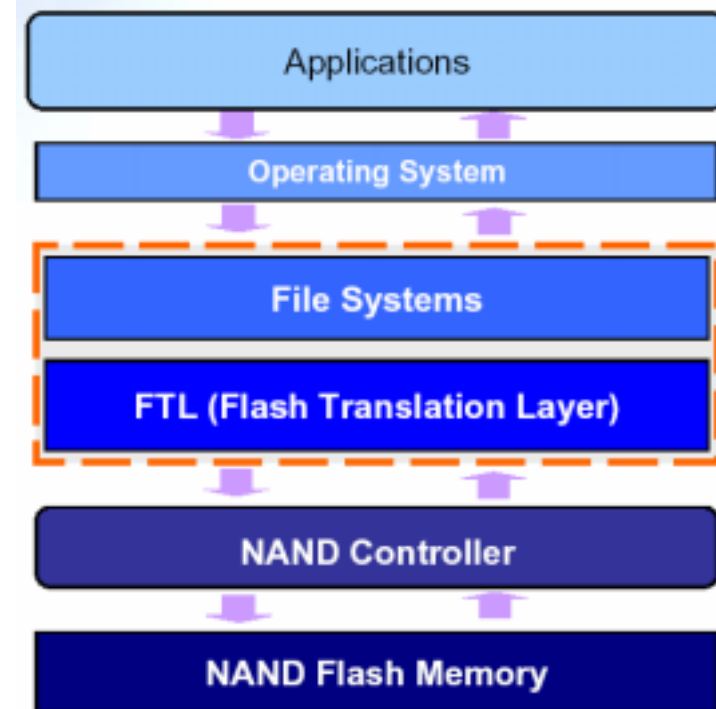 Applications
Operating System
File Systems
FTL (Flash Translation Layer)
NAND Controller
NAND Flash Memory